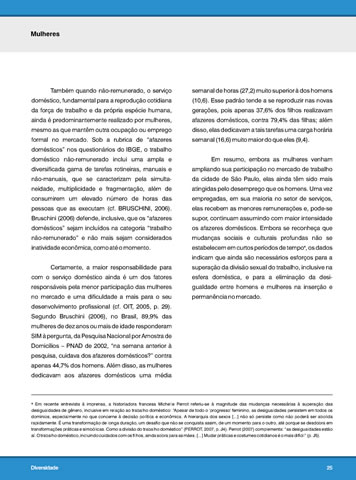 Mulheres
Também quando não-remunerado, o serviço
doméstico, fundamental para a reprodução cotidiana
da força de trabalho e da própria espécie humana,
ainda é predominantemente realizado por mulheres,
mesmo as que mantêm outra ocupação ou emprego
formal no mercado. Sob a rubrica de “afazeres
domésticos” nos questionários do IBGE, o trabalho
doméstico não-remunerado inclui uma ampla e
diversificada gama de tarefas rotineiras, manuais e
não-manuais, que se caracterizam pela simulta-
neidade, multiplicidade e fragmentação, além de
consumirem um elevado número de horas das
pessoas que as executam (cf. BRUSCHINI, 2006).
Bruschini (2006) defende, inclusive, que os “afazeres
domésticos” sejam incluídos na categoria “trabalho
não-remunerado” e não mais sejam considerados
inatividade econômica, como até o momento.
Certamente, a maior responsabilidade para
com o serviço doméstico ainda é um dos fatores
responsáveis pela menor participação das mulheres
no mercado e uma dificuldade a mais para o seu
desenvolvimento profissional (cf. OIT, 2005, p. 29).
Segundo Bruschini (2006), no Brasil, 89,9% das
mulheres de dez anos ou mais de idade responderam
SIM à pergunta, da Pesquisa Nacional por Amostra de
Domicílios – PNAD de 2002, “na semana anterior à
pesquisa, cuidava dos afazeres domésticos?” contra
apenas 44,7% dos homens. Além disso, as mulheres
dedicavam aos afazeres domésticos uma média
semanal de horas (27,2) muito superior à dos homens
(10,6). Esse padrão tende a se reproduzir nas novas
gerações, pois apenas 37,6% dos filhos realizavam
afazeres domésticos, contra 79,4% das filhas; além
disso, elas dedicavam a tais tarefas uma carga horária
semanal (16,6) muito maior do que eles (9,4).
Em resumo, embora as mulheres venham
ampliando sua participação no mercado de trabalho
da cidade de São Paulo, elas ainda têm sido mais
atingidas pelo desemprego que os homens. Uma vez
empregadas, em sua maioria no setor de serviços,
elas recebem as menores remunerações e, pode-se
supor, continuam assumindo com maior intensidade
os afazeres domésticos. Embora se reconheça que
mudanças sociais e culturais profundas não se
estabelecem em curtos períodos de tempo⁹, os dados
indicam que ainda são necessários esforços para a
superação da divisão sexual do trabalho, inclusive na
esfera doméstica, e para a eliminação da desi-
gualdade entre homens e mulheres na inserção e
permanência no mercado.
⁹ Em recente entrevista à imprensa, a historiadora francesa Michelle Perrot referiu-se à magnitude das mudanças necessárias à superação das
desigualdades de gênero, inclusive em relação ao trabalho doméstico: “Apesar de todo o ‘progresso’ feminino, as desigualdades persistem em todos os
domínios, especialmente no que concerne à decisão política e econômica. A hierarquia dos sexos [...] não só persiste como não poderá ser abolida
rapidamente. É uma transformação de longa duração, um desafio que não se conquista assim, de um momento para o outro, até porque se desdobra em
transformações práticas e simbólicas. Como a divisão do trabalho doméstico” (PERROT, 2007, p. J4). Perrot (2007) complementa: “as desigualdades estão
aí. O trabalho doméstico, incluindo cuidados com os filhos, ainda sobra para as mães. [...] Mudar práticas e costumes cotidianos é o mais difícil” (p. J5).
Diversidade
25